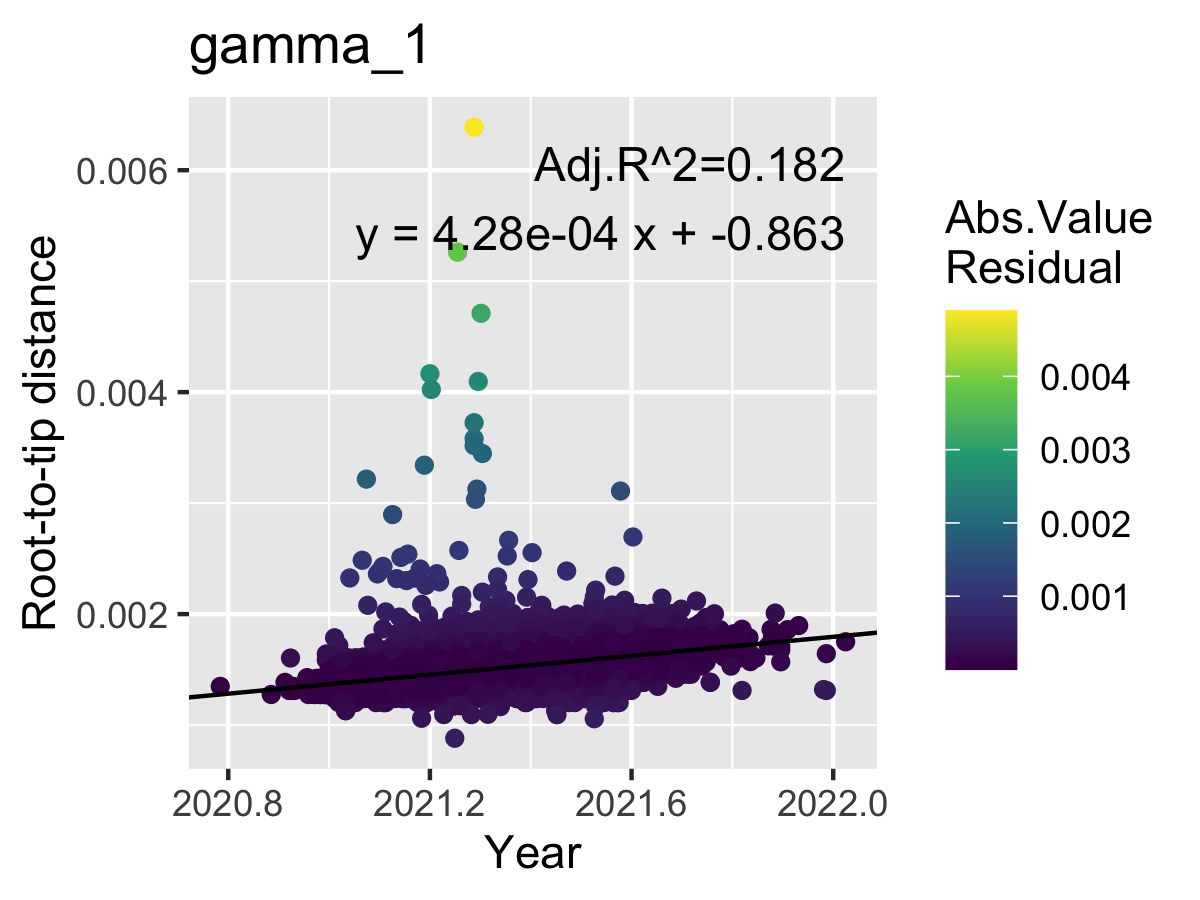 gamma_1
Adj.R^2=0.182
y = 4.28e-04 x + -0.863
0.006
0.004
0.002
Root-to-tip distance
2020.8
2021.2
2021.6
2022.0
Year
Abs.Value
Residual
0.004
0.003
0.002
0.001